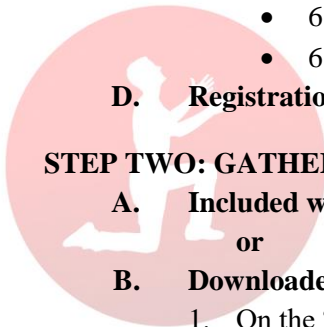 • 6
• 6
D. Registratio
STEP TWO: GATHE
A. Included w
or
B. Downloade
1. On the